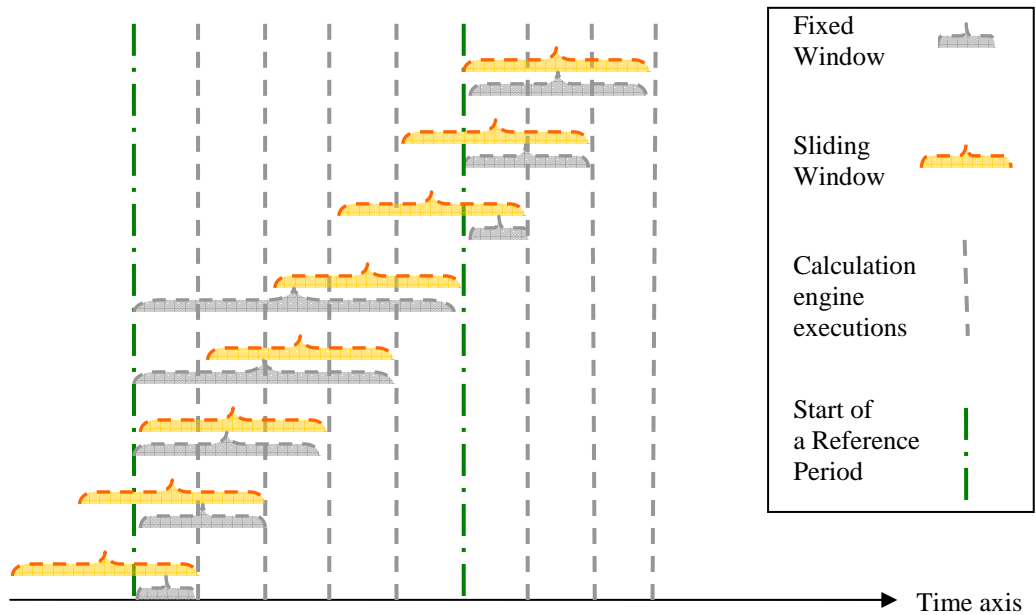 Fixed
Window
Sliding
Window
Calculation
engine
executions
Start of
a Reference
Period
Time axis